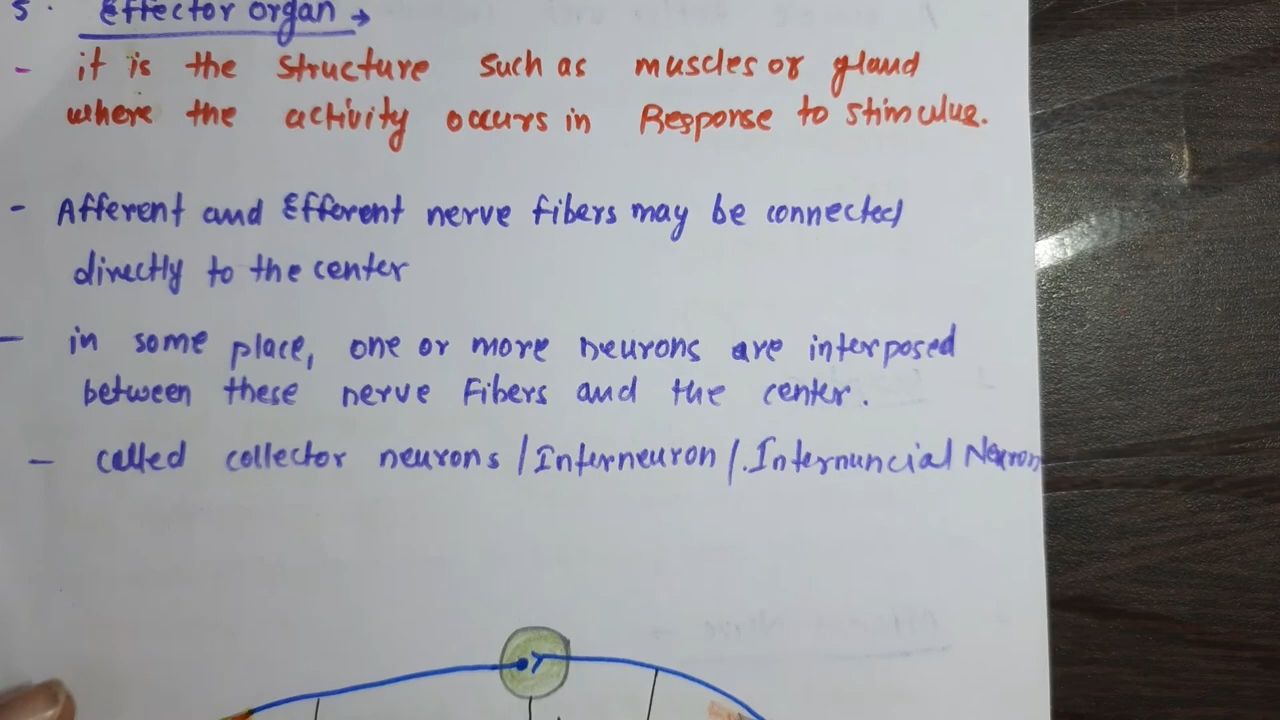 5. Effector organ →
- it is the structure such as muscles or gland
where the activity occurs in Response to stimulus.
- Afferent and Efferent nerve fibers may be connected
directly to the center
- in some place, one or more neurons are interposed
between these nerve Fibers and the center.
- called collector neurons / Interneuron /. Internuncial Neuron